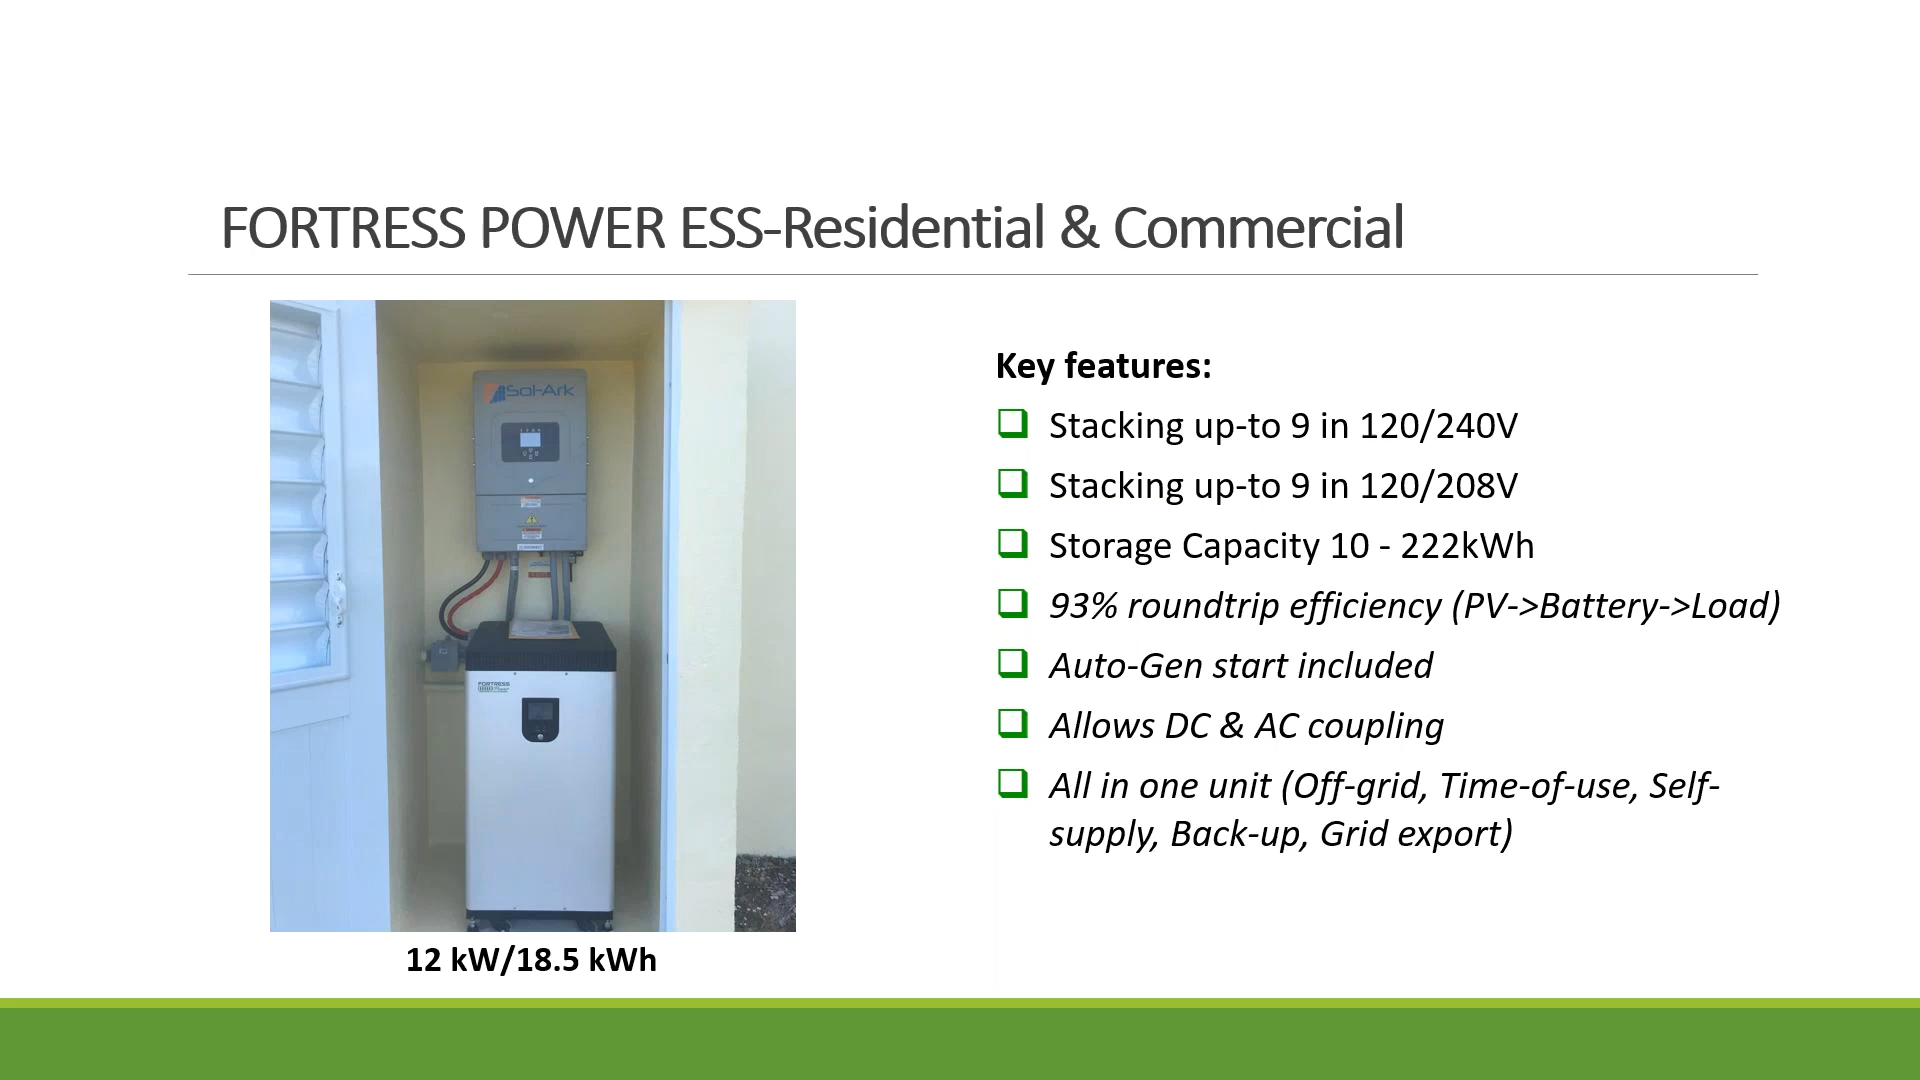 FORTRESS POWER ESS-Residential & Commercial
Sol-Ark
FORTRESS
Key features:
Stacking up-to 9 in 120/240V
Stacking up-to 9 in 120/208V
Storage Capacity 10 - 222kWh
93% roundtrip efficiency (PV->Battery->Load)
Auto-Gen start included
Allows DC & AC coupling
All in one unit (Off-grid, Time-of-use, Self-
supply, Back-up, Grid export)
12 kW/18.5 kWh